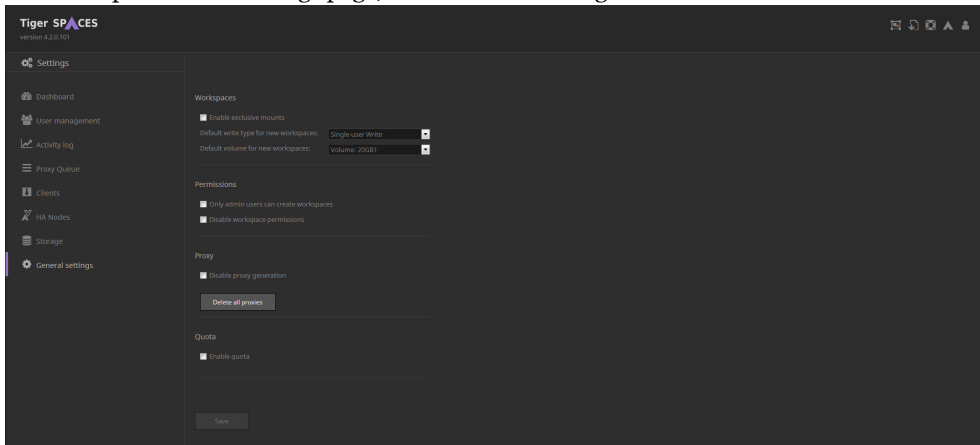 Tiger SPACES
version 4.2.0.101
Settings
Dashboard
User management
Activity log
Proxy Queue
Clients
HA Nodes
Storage
General settings
Workspaces
Enable exclusive mounts
Default write type for new workspaces: Single-user Write
Default volume for new workspaces: Volume: 20GB1
Permissions
Only admin users can create workspaces
Disable workspace permissions
Proxy
Disable proxy generation
Delete all proxies
Quota
Enable quota
Save